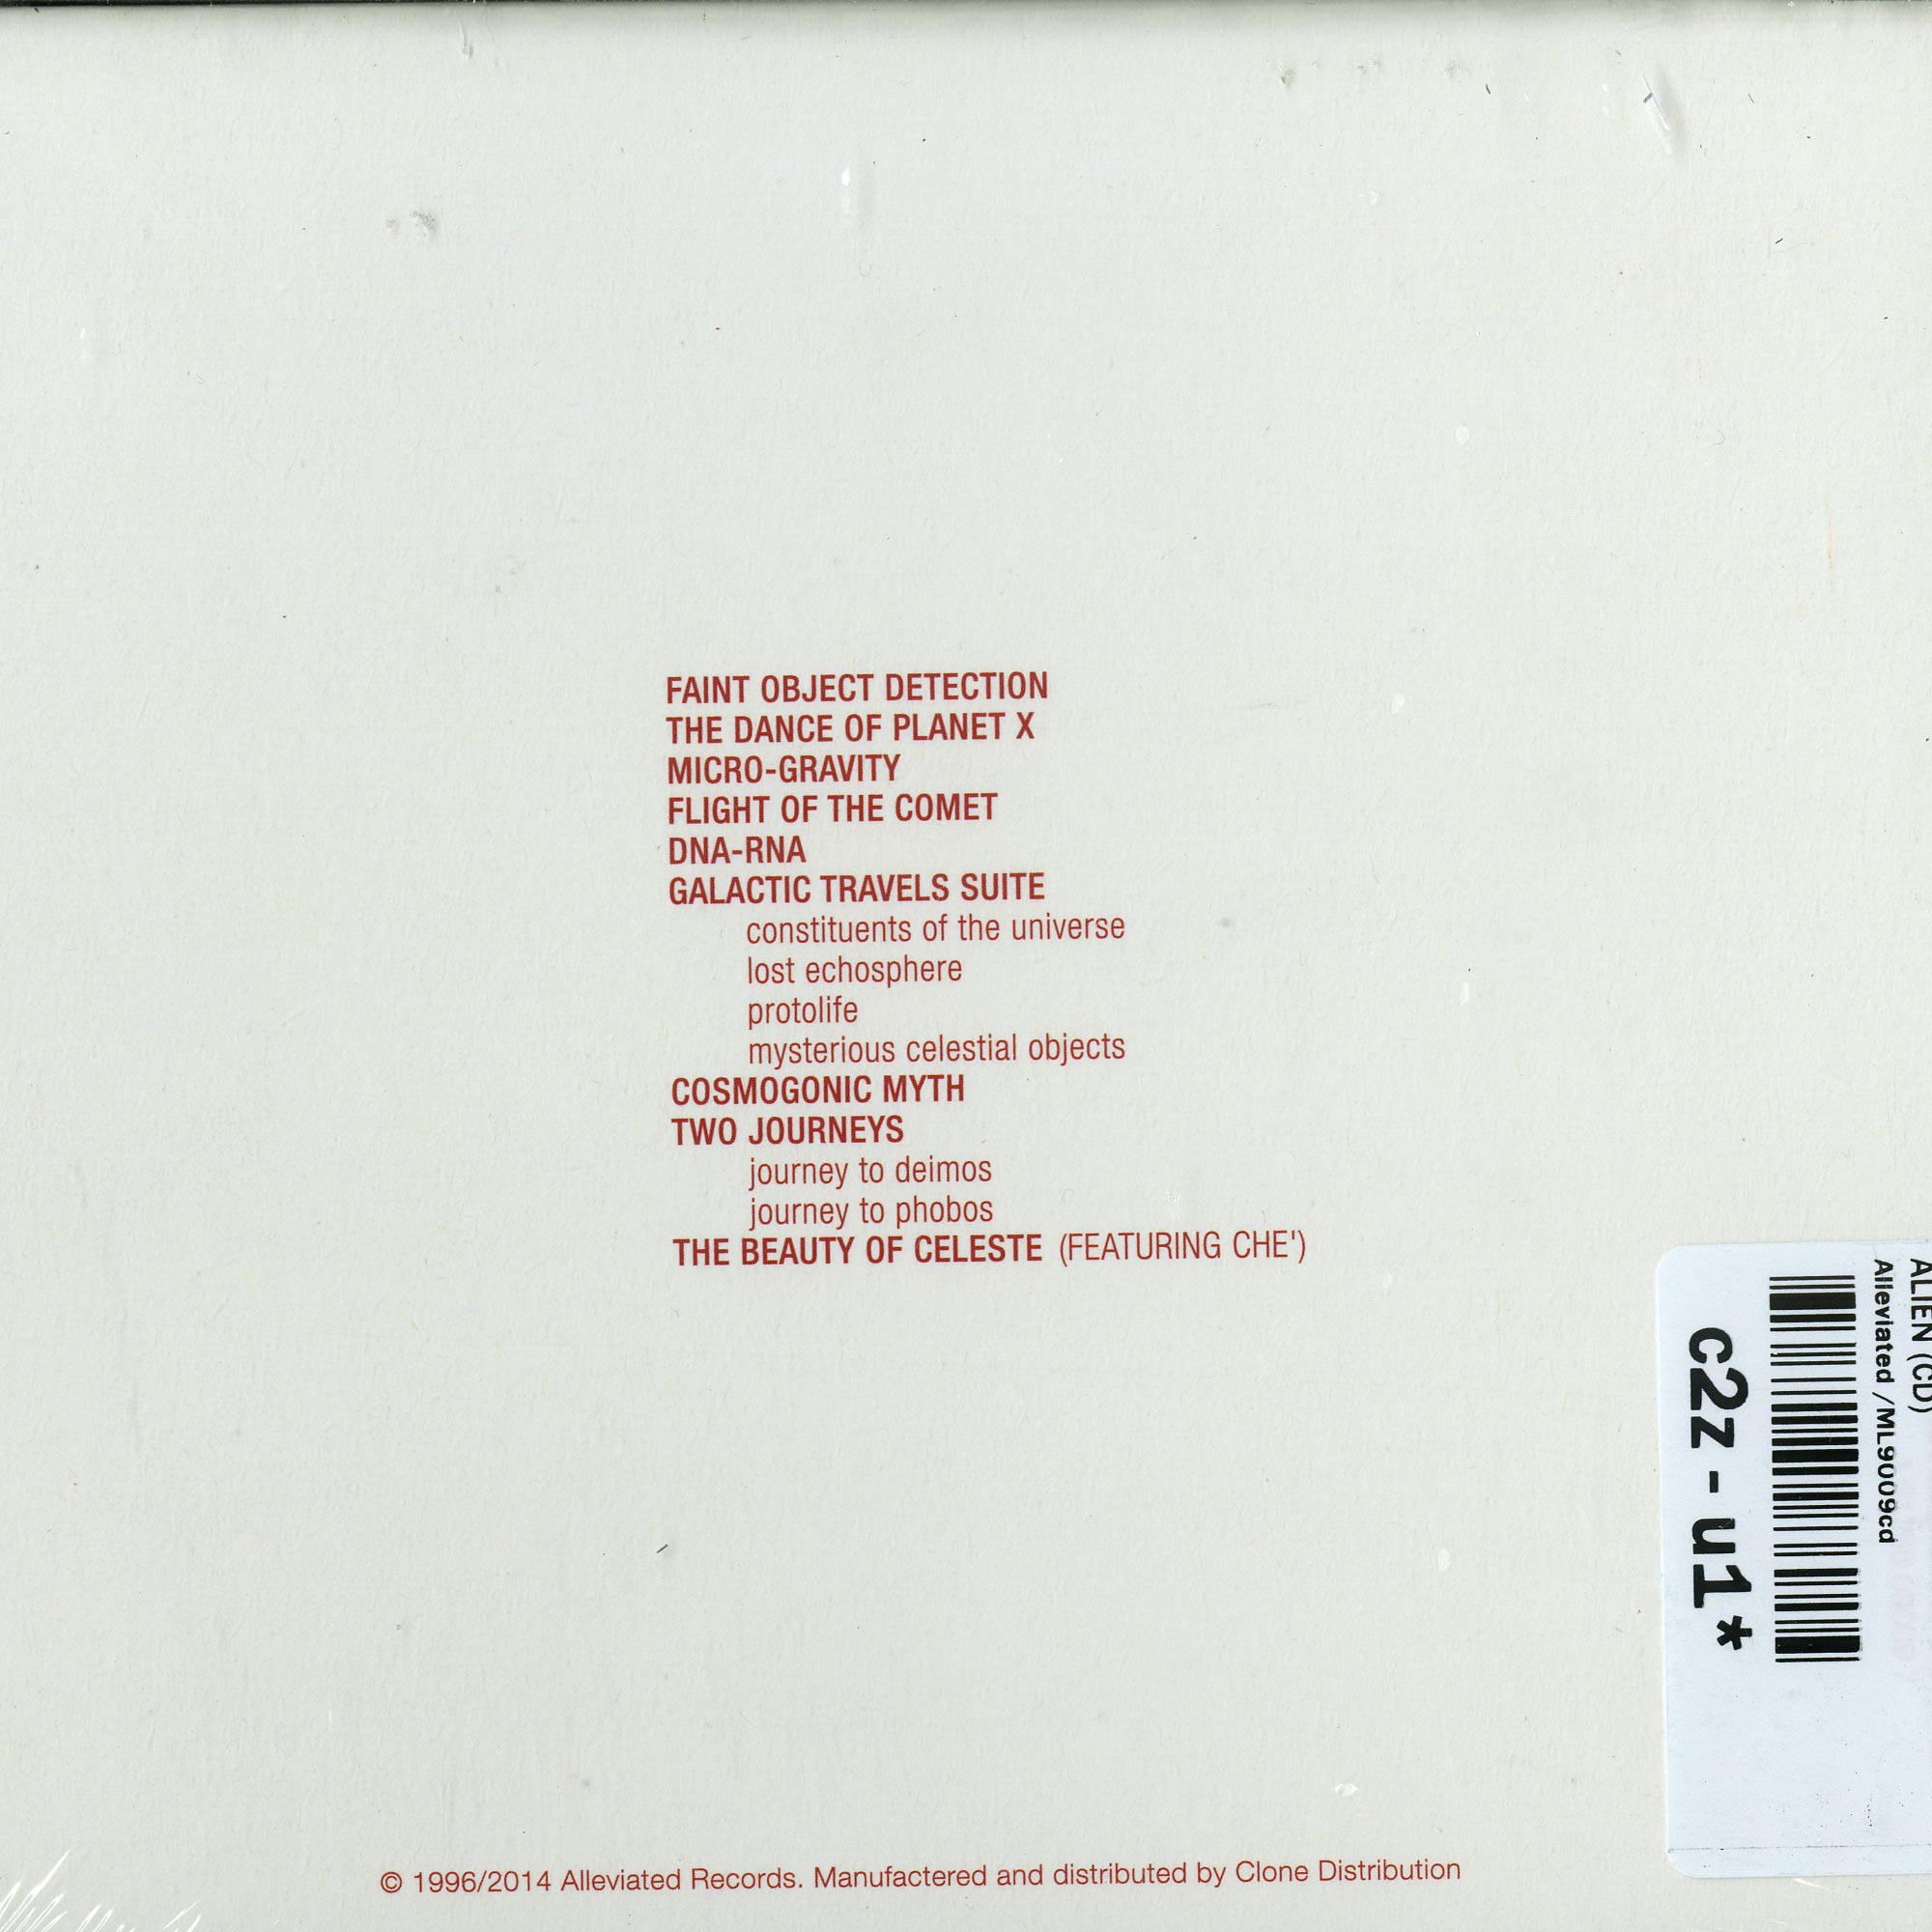 FAINT OBJECT DETECTION
THE DANCE OF PLANET X
MICRO-GRAVITY
FLIGHT OF THE COMET
DNA-RNA
GALACTIC TRAVELS SUITE
constituents of the universe
lost echosphere
protolife
mysterious celestial objects
COSMOGONIC MYTH
TWO JOURNEYS
journey to deimos
journey to phobos
THE BEAUTY OF CELESTE (FEATURING CHE')
ALIEN (CD)
Alleviated /ML9009cd
c2z - u1*
© 1996/2014 Alleviated Records. Manufactered and distributed by Clone Distribution